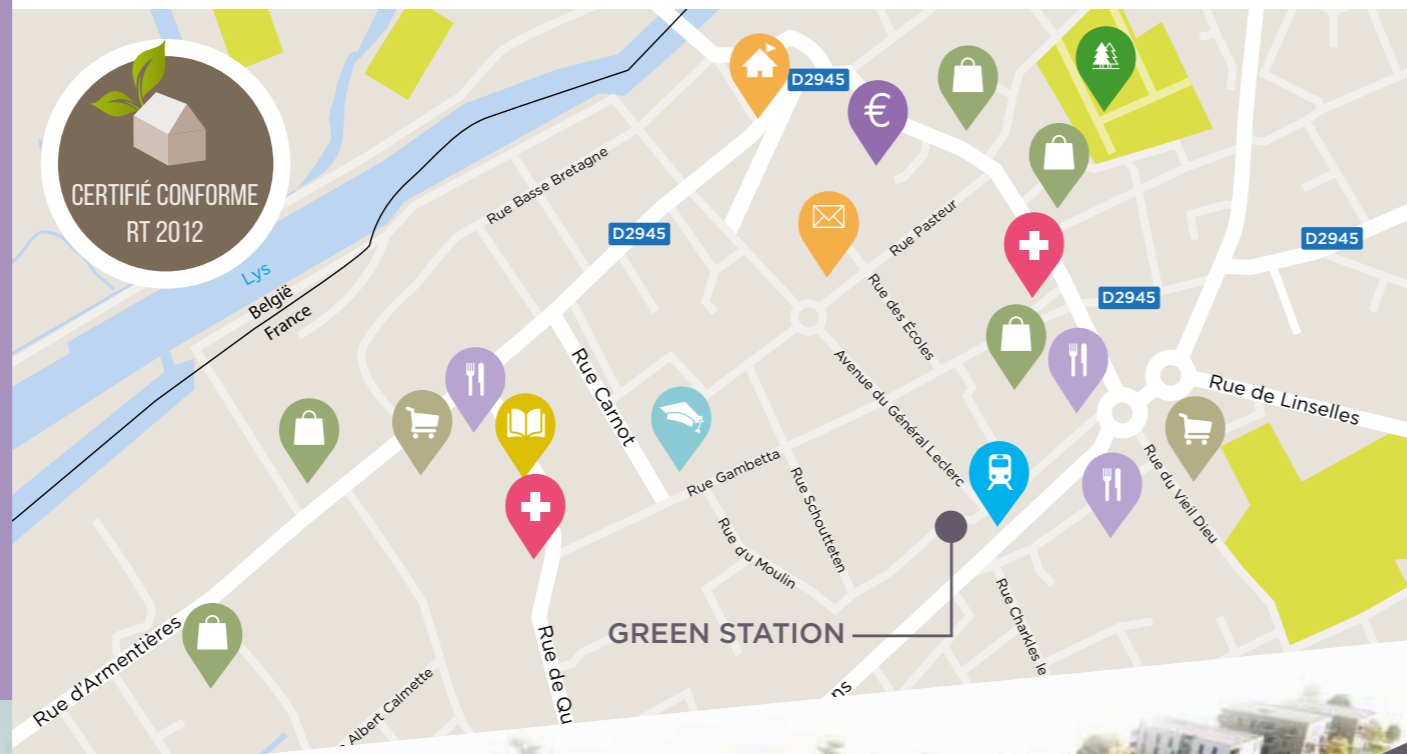 D2945
€
CERTIFIÉ CONFORME
RT 2012
Rue Basse Bretagne
D2945
Rue Pasteur
D2945
Lys
België
France
Rue des Écoles
D2945
Rue Carnot
Avenue du Général Leclerc
Rue de Linselles
Rue Gambetta
Rue Schoutteten
Rue du Vieil Dieu
Rue du Moulin
Rue Charkles le
GREEN STATION
Rue d'Armentières
Rue de Qu
Albert Calmette
ns